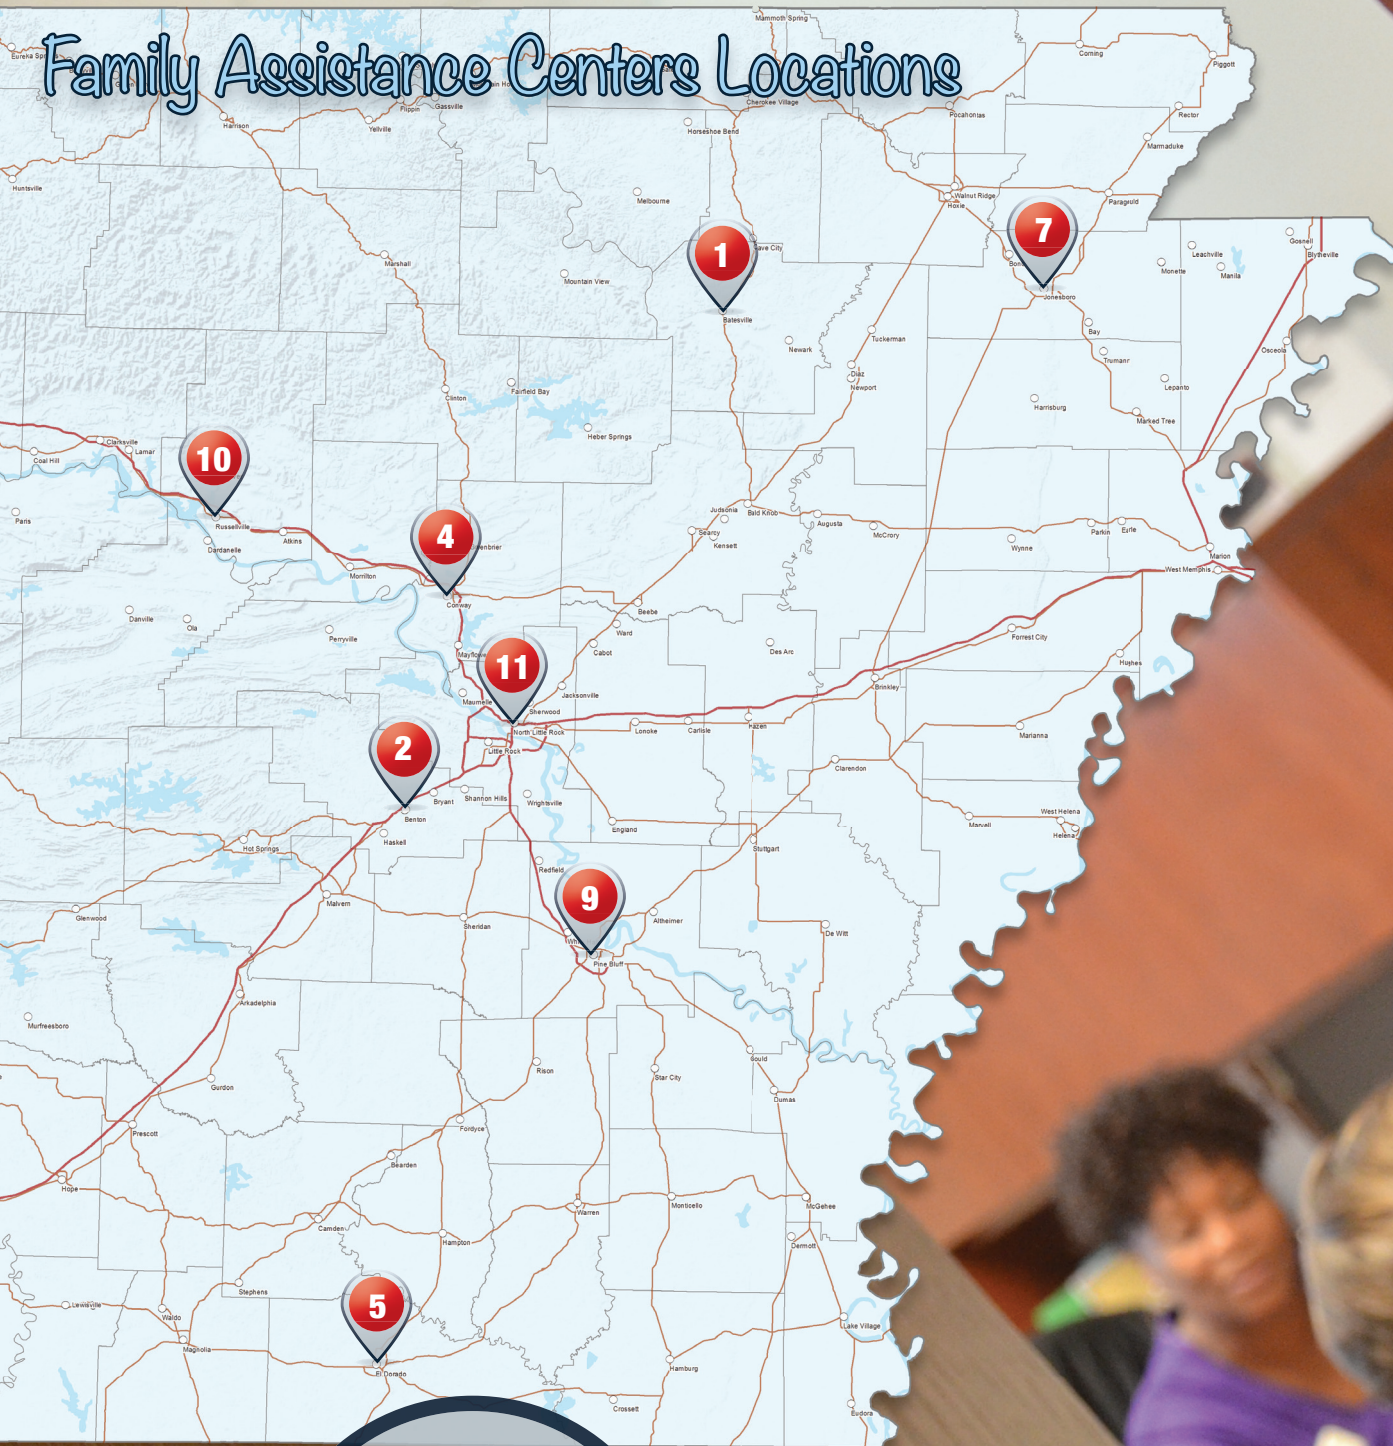 Family Assistance Centers Locations
Mammoth Spring
Corning
Piggott
Eureka
Flippin
Gassville
Cherokee Village
Harrison
Yellville
Horseshoe Bend
Pocahontas
Rector
Marmaduke
Huntsville
Melbourne
Walnut Ridge
Hoxie
Paragould
7
Gosnell
1
ave City
Leachville
Blytheville
Marshall
Monette
Manila
Mountain View
Jonesboro
Batesville
Bay
Tuckerman
Newark
Trumann
Osceola
Diaz
Newport
Lepanto
Clinton
Fairfield Bay
Harrisburg
Marked Tree
Heber Springs
Clarksville
Lamar
Coal Hill
10
Judsonia
Bald Knob
Paris
Russellville
Augusta
McCrory
Parkin
Earle
Searcy
Kensett
Atkins
4
enbrier
Wynne
Dardanelle
Marion
Morrilton
West Memphis
Conway
Danville
Ola
Beebe
Perryville
Ward
Forrest City
Cabot
Des Arc
Mayflowe
11
Hughes
Brinkley
Maumelle
Jacksonville
Sherwood
North Little Rock
Lonoke
Carlisle
Hazen
Marianna
2
Little Rock
Clarendon
Bryant
Shannon Hills
Wrightsville
West Helena
Benton
England
Marvell
Helena
Haskell
Hot Springs
Stuttgart
Redfield
9
Malvern
Glenwood
Altheimer
Sheridan
De Witt
Whi
Pine Bluff
Arkadelphia
Murfreesboro
Gould
Rison
Star City
Gurdon
Dumas
Prescott
Fordyce
Bearden
Hope
Monticello
McGehee
Warren
Camden
Hampton
Dermott
Stephens
5
Lewisville
Waldo
Lake Village
Magnolia
El Dorado
Hamburg
Crossett
Eudora